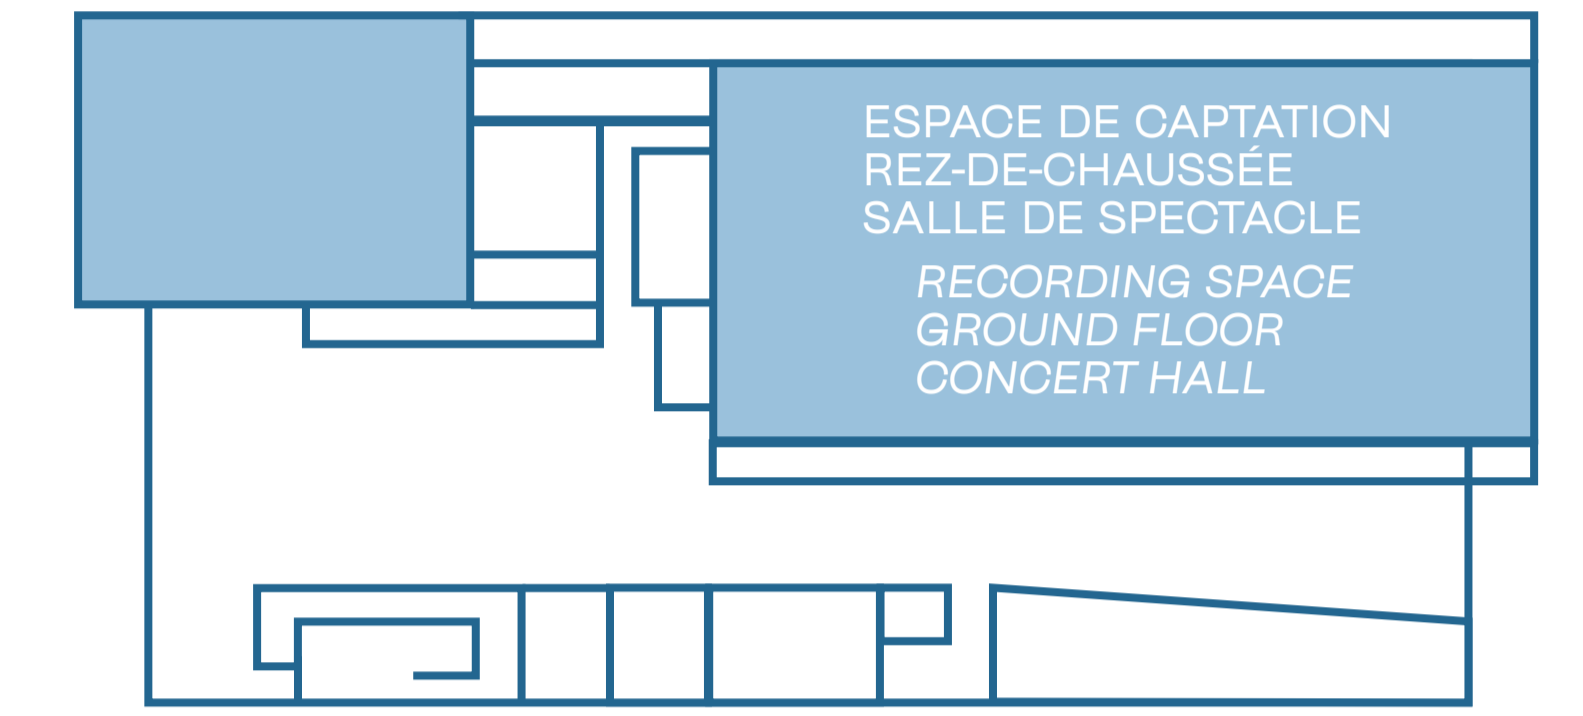 ESPACE DE CAPTATION
REZ-DE-CHAUSSÉE
SALLE DE SPECTACLE
RECORDING SPACE
GROUND FLOOR
CONCERT HALL